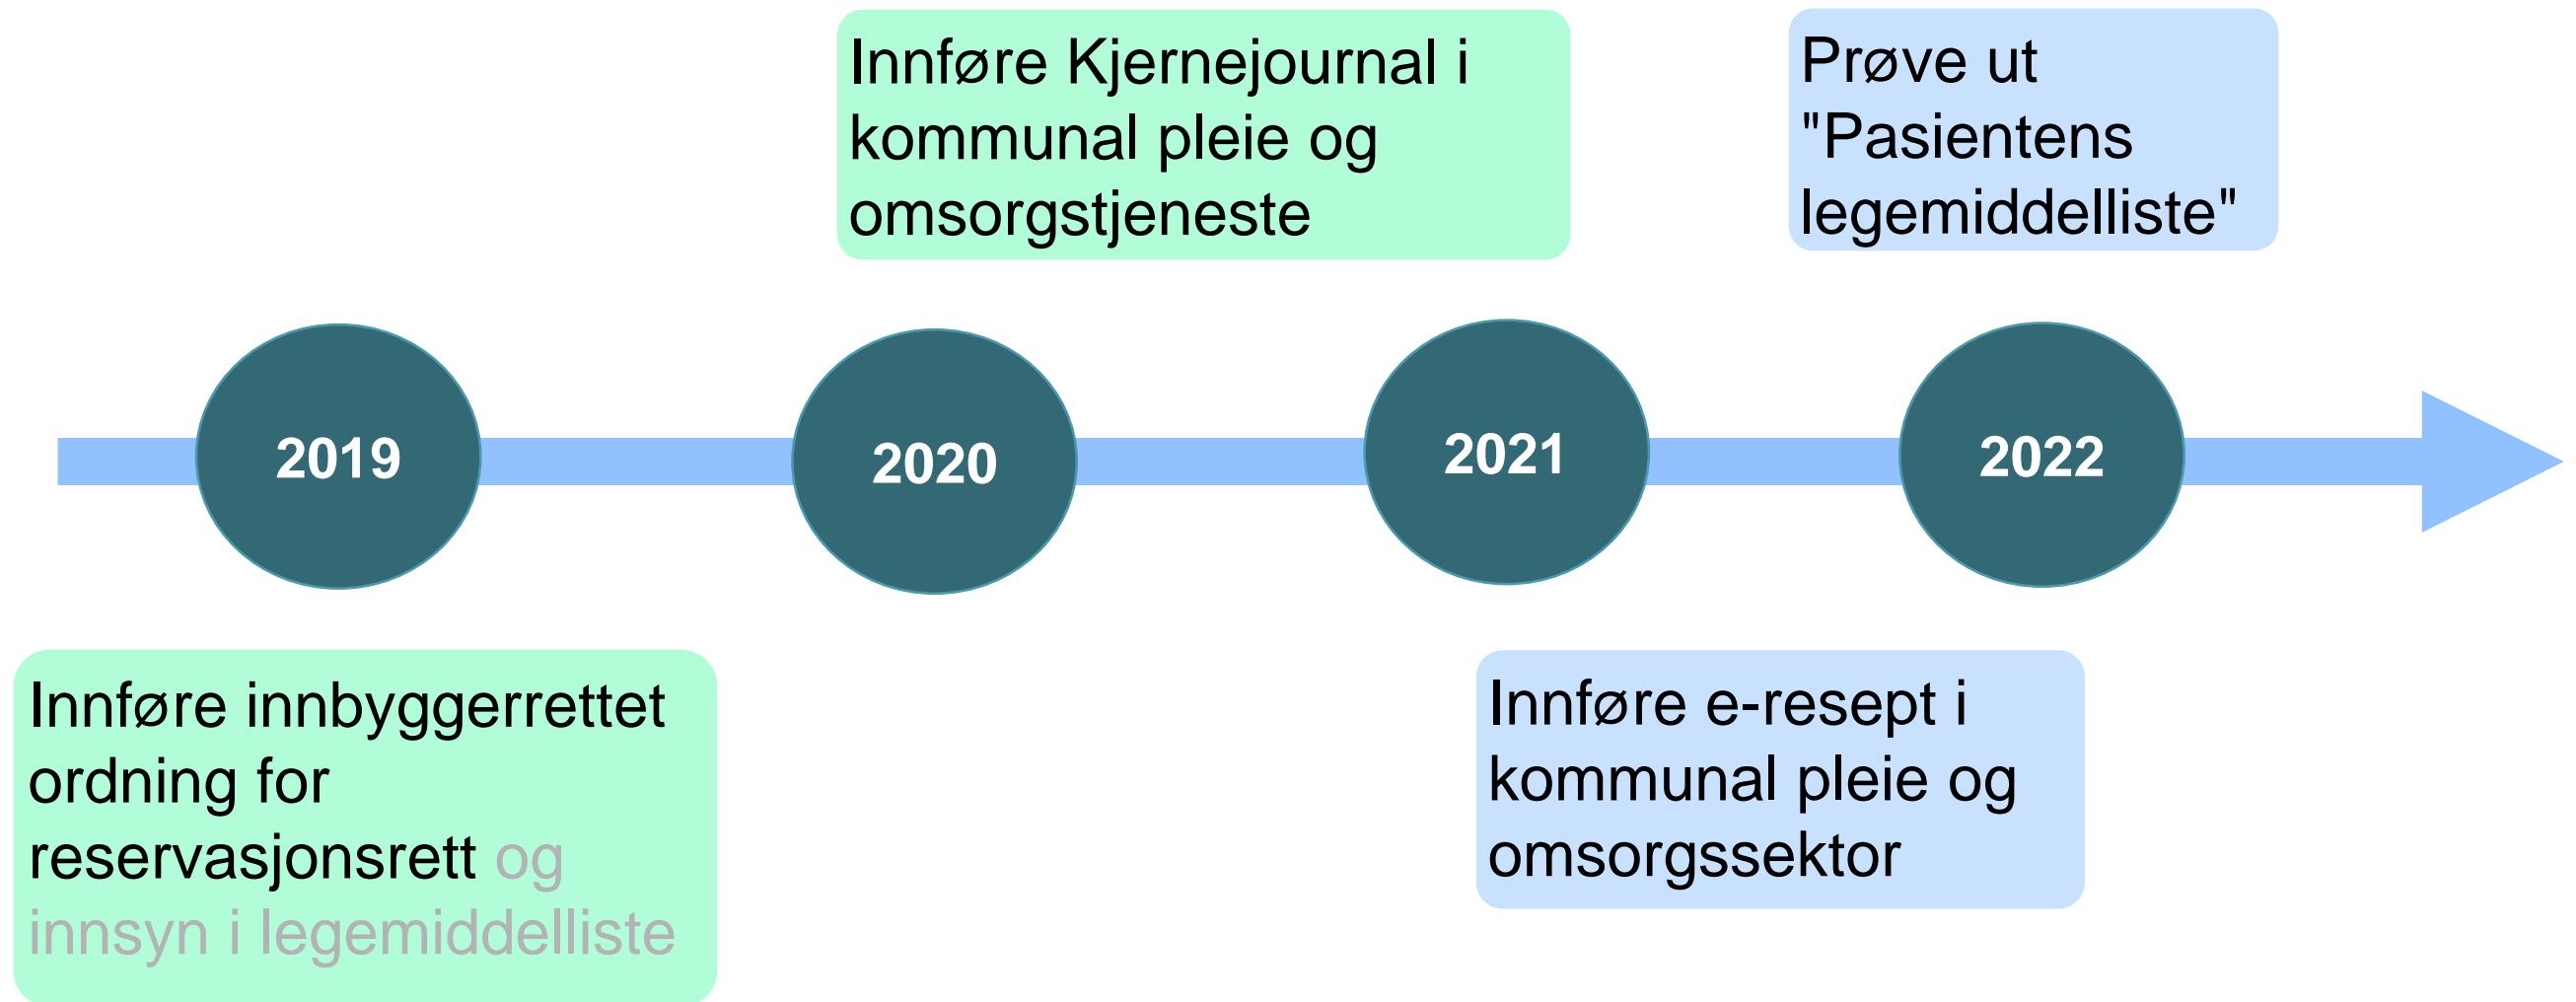 Innføre Kjernejournal i
kommunal pleie og
omsorgstjeneste
Prøve ut
"Pasientens
legemiddelliste"
2019
2020
2021
2022
Innføre innbyggerrettet
ordning for
reservasjonsrett og
innsyn i legemiddelliste
Innføre e-resept i
kommunal pleie og
omsorgssektor